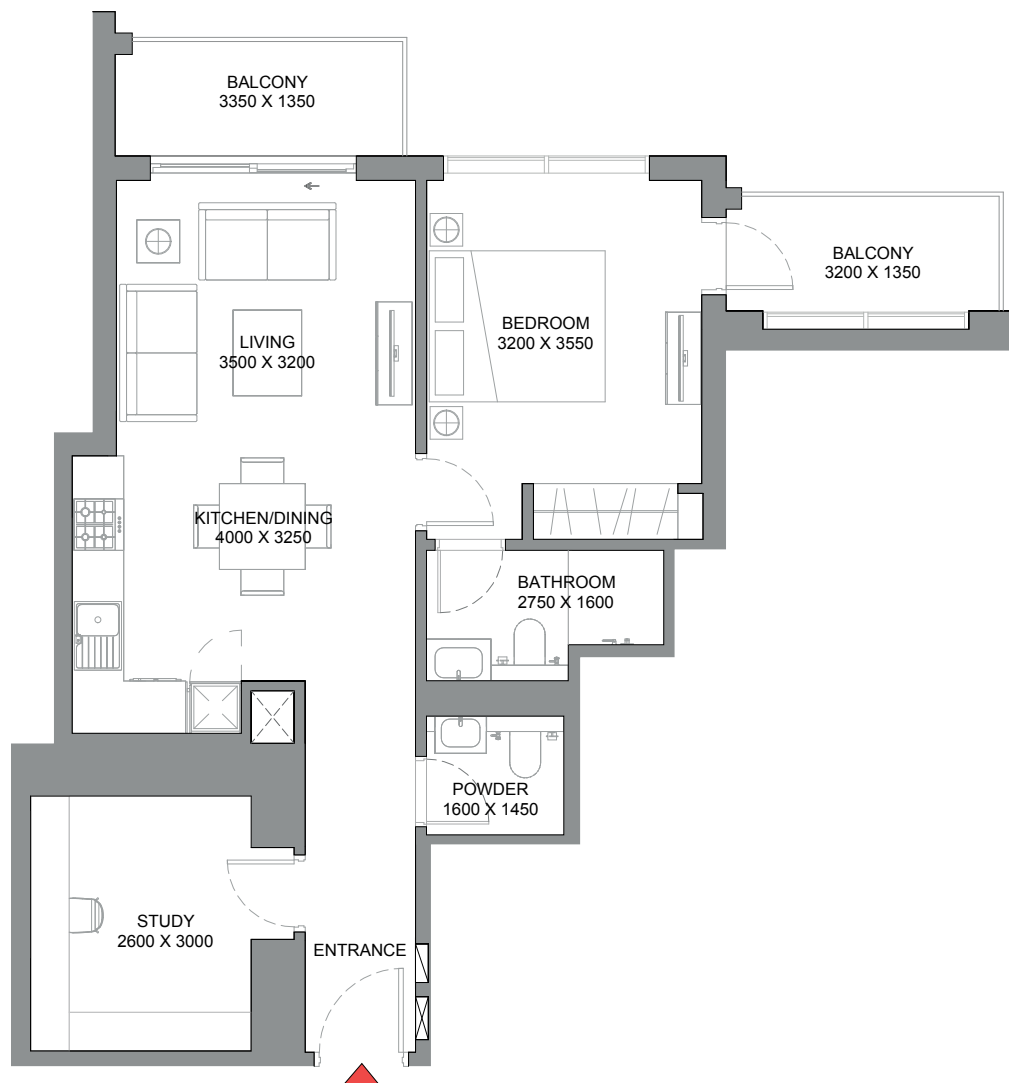 BALCONY
3350 X 1350
BALCONY
3200 X 1350
BEDROOM
3200 X 3550
LIVING
3500 X 3200
KITCHEN/DINING
4000 X 3250
BATHROOM
2750 X 1600
POWDER
1600 X 1450
STUDY
2600 X 3000
ENTRANCE